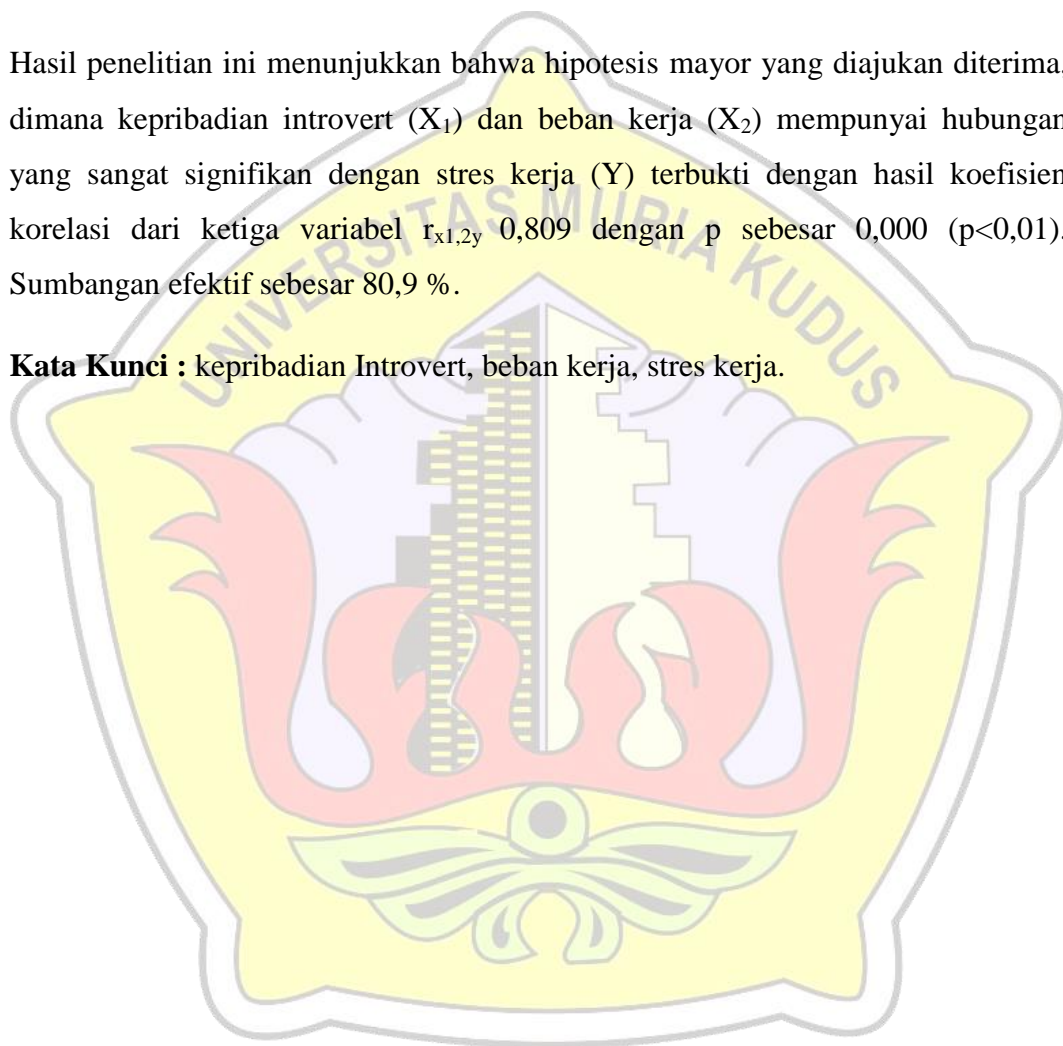 Hasil penelitian ini menunjukkan bahwa hipotesis mayor yang diajukan diterima,
dimana kepribadian introvert (X₁) dan beban kerja (X₂) mempunyai hubungan
yang sangat signifikan dengan stres kerja (Y) terbukti dengan hasil koefisien
korelasi dari ketiga variabel rₓ₁,₂y 0,809 dengan p sebesar 0,000 (p<0,01).
Sumbangan efektif sebesar 80,9 %.
Kata Kunci : kepribadian Introvert, beban kerja, stres kerja.
UNIVERSITAS MURIA KUDUS